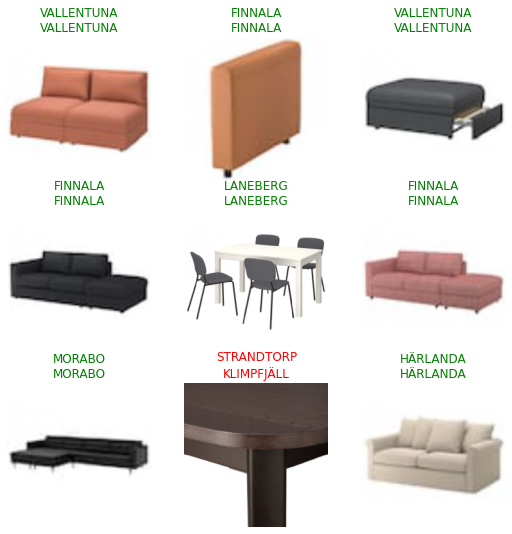 VALLENTUNA
VALLENTUNA
FINNALA
FINNALA
VALLENTUNA
VALLENTUNA
FINNALA
FINNALA
LANEBERG
LANEBERG
FINNALA
FINNALA
MORABO
MORABO
STRANDTORP
KLIMPFJÄLL
HÄRLANDA
HÄRLANDA